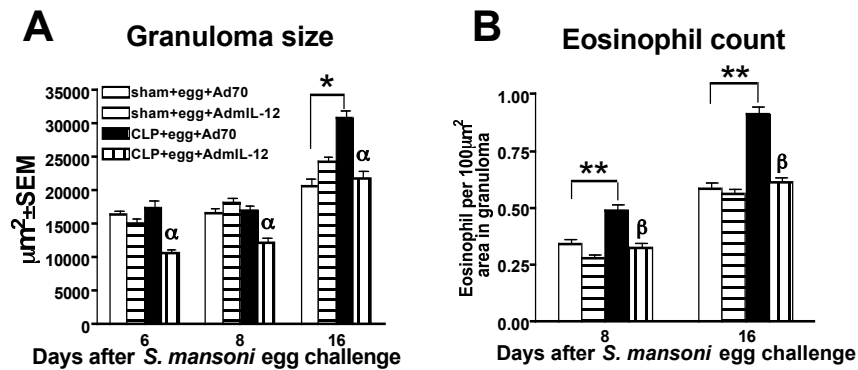 A
Granuloma size
35000
30000
25000
20000
15000
10000
5000
0
μm²±SEM
sham+egg+Ad70
sham+egg+AdmIL-12
CLP+egg+Ad70
CLP+egg+AdmIL-12
*
α
α
α
6
8
16
Days after S. mansoni egg challenge
B
Eosinophil count
1.00
0.75
0.50
0.25
0.00
Eosinophil per 100μm²
area in granuloma
**
**
β
β
8
16
Days after S. mansoni egg challenge